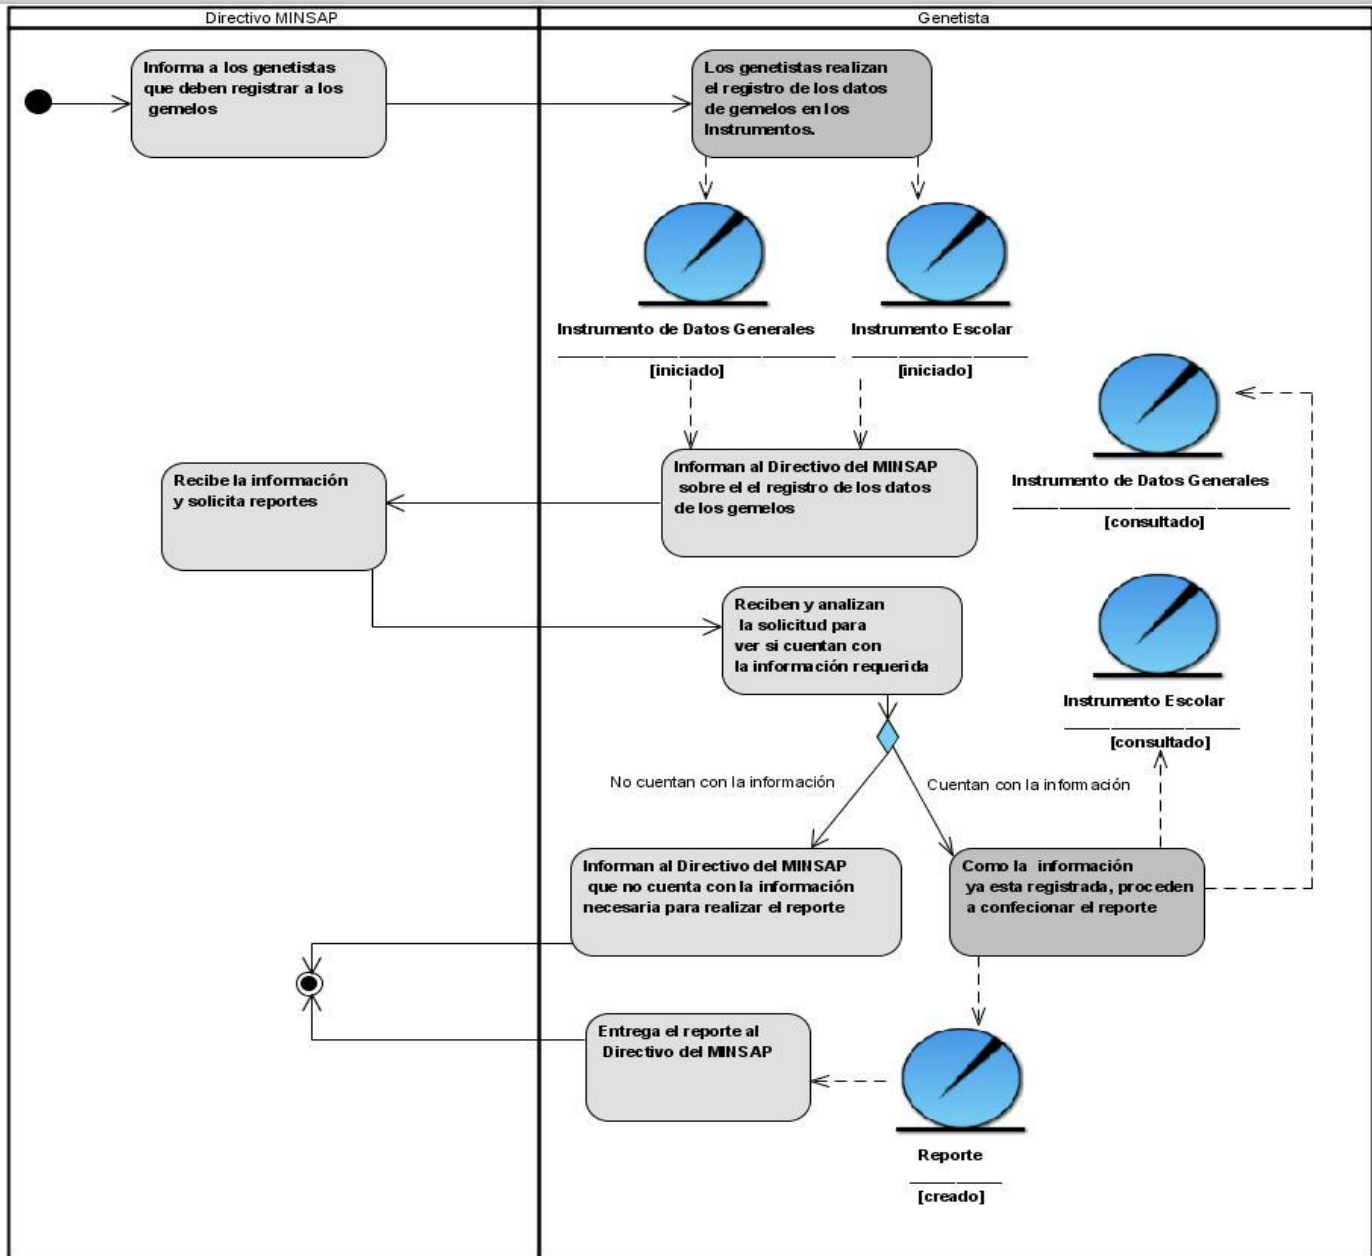 Directivo MINSAP
Genetista
Informa a los genetistas
que deben registrar a los
gemelos
Los genetistas realizan
el registro de los datos
de gemelos en los
Instrumentos.
Instrumento de Datos Generales
[iniciado]
Instrumento Escolar
[iniciado]
Instrumento de Datos Generales
[consultado]
Recibe la información
y solicita reportes
Informan al Directivo del MINSAP
sobre el el registro de los datos
de los gemelos
Reciben y analizan
la solicitud para
ver si cuentan con
la información requerida
Instrumento Escolar
[consultado]
No cuentan con la información
Cuentan con la información
Informan al Directivo del MINSAP
que no cuenta con la información
necesaria para realizar el reporte
Como la información
ya esta registrada, proceden
a confecionar el reporte
Entrega el reporte al
Directivo del MINSAP
Reporte
[creado]